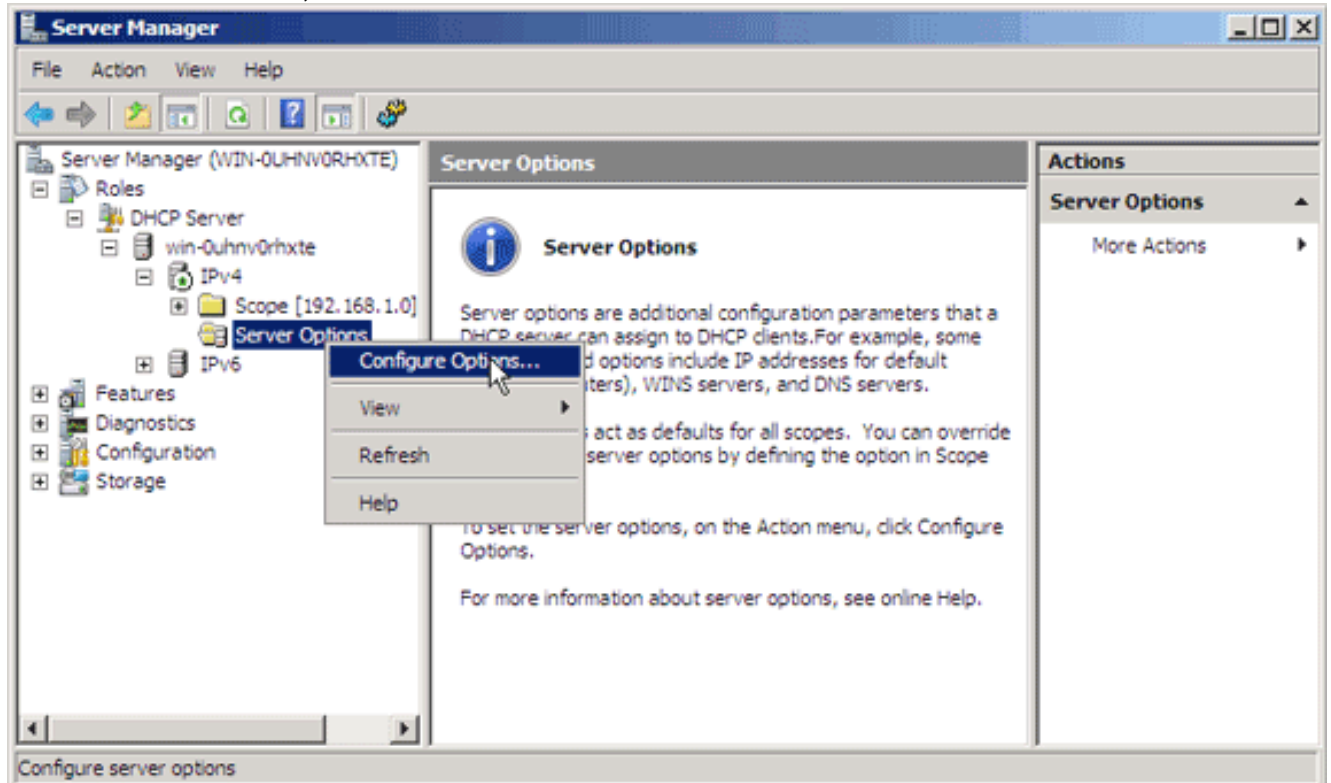 Server Manager
File Action View Help
Server Manager (WIN-0UHNV0RHXTE)
Roles
DHCP Server
win-0uhnv0rhxte
IPv4
Scope [192.168.1.0]
Server Options
IPv6
Features
Diagnostics
Configuration
Storage
Configure Options...
View
Refresh
Help
Server Options
Server Options
Server options are additional configuration parameters that a
DHCP server can assign to DHCP clients.For example, some
d options include IP addresses for default
ters), WINS servers, and DNS servers.
s act as defaults for all scopes. You can override
server options by defining the option in Scope
To set the server options, on the Action menu, click Configure
Options.
For more information about server options, see online Help.
Actions
Server Options
More Actions
Configure server options